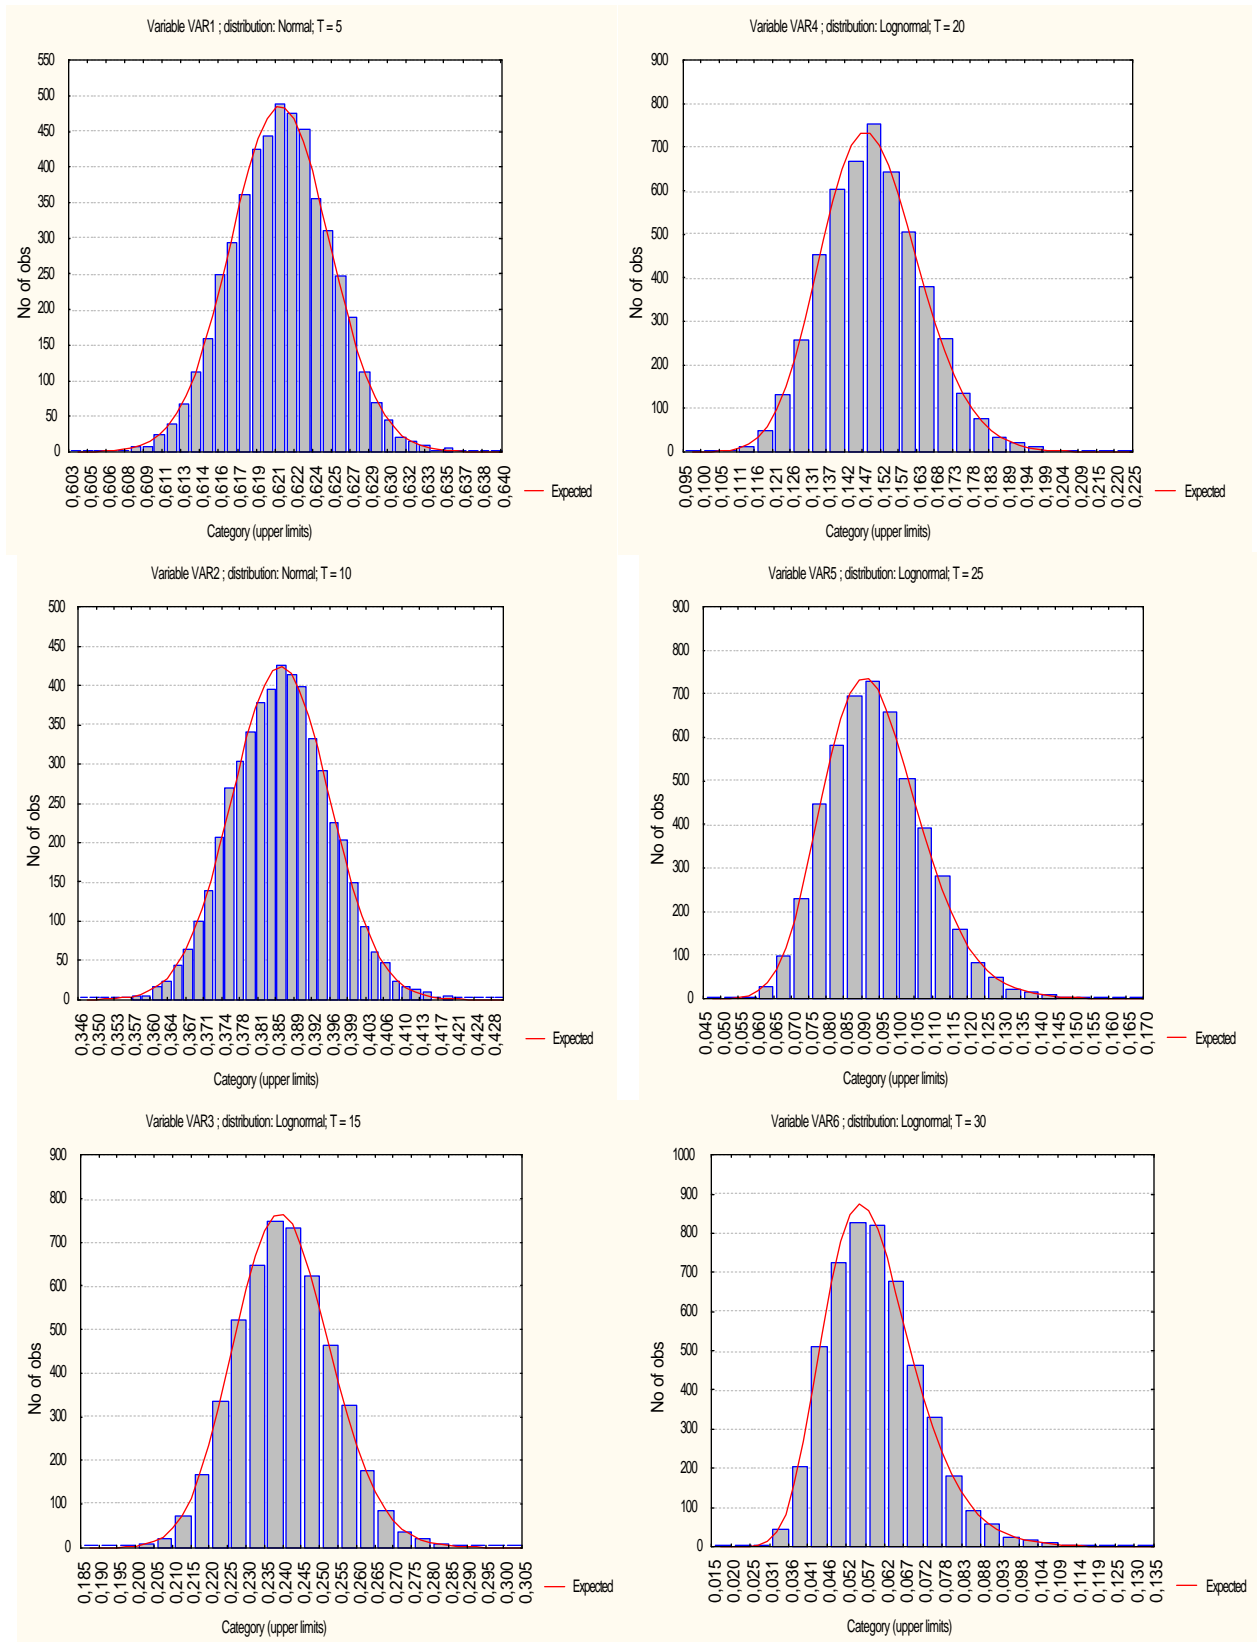 Variable VAR1 ; distribution: Normal; T = 5
550
500
450
400
350
300
250
200
150
100
50
0
No of obs
0,603 0,605 0,606 0,608 0,609 0,611 0,613 0,614 0,616 0,617 0,619 0,621 0,622 0,624 0,625 0,627 0,629 0,630 0,632 0,633 0,635 0,637 0,638 0,640
Expected
Category (upper limits)
Variable VAR4 ; distribution: Lognormal; T = 20
900
800
700
600
500
400
300
200
100
0
No of obs
0,095 0,100 0,105 0,111 0,116 0,121 0,126 0,131 0,137 0,142 0,147 0,152 0,157 0,163 0,168 0,173 0,178 0,183 0,189 0,194 0,199 0,204 0,209 0,215 0,220 0,225
Expected
Category (upper limits)
Variable VAR2 ; distribution: Normal; T = 10
500
450
400
350
300
250
200
150
100
50
0
No of obs
0,346 0,350 0,353 0,357 0,360 0,364 0,367 0,371 0,374 0,378 0,381 0,385 0,389 0,392 0,396 0,399 0,403 0,406 0,410 0,413 0,417 0,421 0,424 0,428
Expected
Category (upper limits)
Variable VAR5 ; distribution: Lognormal; T = 25
900
800
700
600
500
400
300
200
100
0
No of obs
0,045 0,050 0,055 0,060 0,065 0,070 0,075 0,080 0,085 0,090 0,095 0,100 0,105 0,110 0,115 0,120 0,125 0,130 0,135 0,140 0,145 0,150 0,155 0,160 0,165 0,170
Expected
Category (upper limits)
Variable VAR3 ; distribution: Lognormal; T = 15
900
800
700
600
500
400
300
200
100
0
No of obs
0,185 0,190 0,195 0,200 0,205 0,210 0,215 0,220 0,225 0,230 0,235 0,240 0,245 0,250 0,255 0,260 0,265 0,270 0,275 0,280 0,285 0,290 0,295 0,300 0,305
Expected
Category (upper limits)
Variable VAR6 ; distribution: Lognormal; T = 30
1000
900
800
700
600
500
400
300
200
100
0
No of obs
0,015 0,020 0,025 0,031 0,036 0,041 0,046 0,052 0,057 0,062 0,067 0,072 0,078 0,083 0,088 0,093 0,098 0,104 0,109 0,114 0,119 0,125 0,130 0,135
Expected
Category (upper limits)